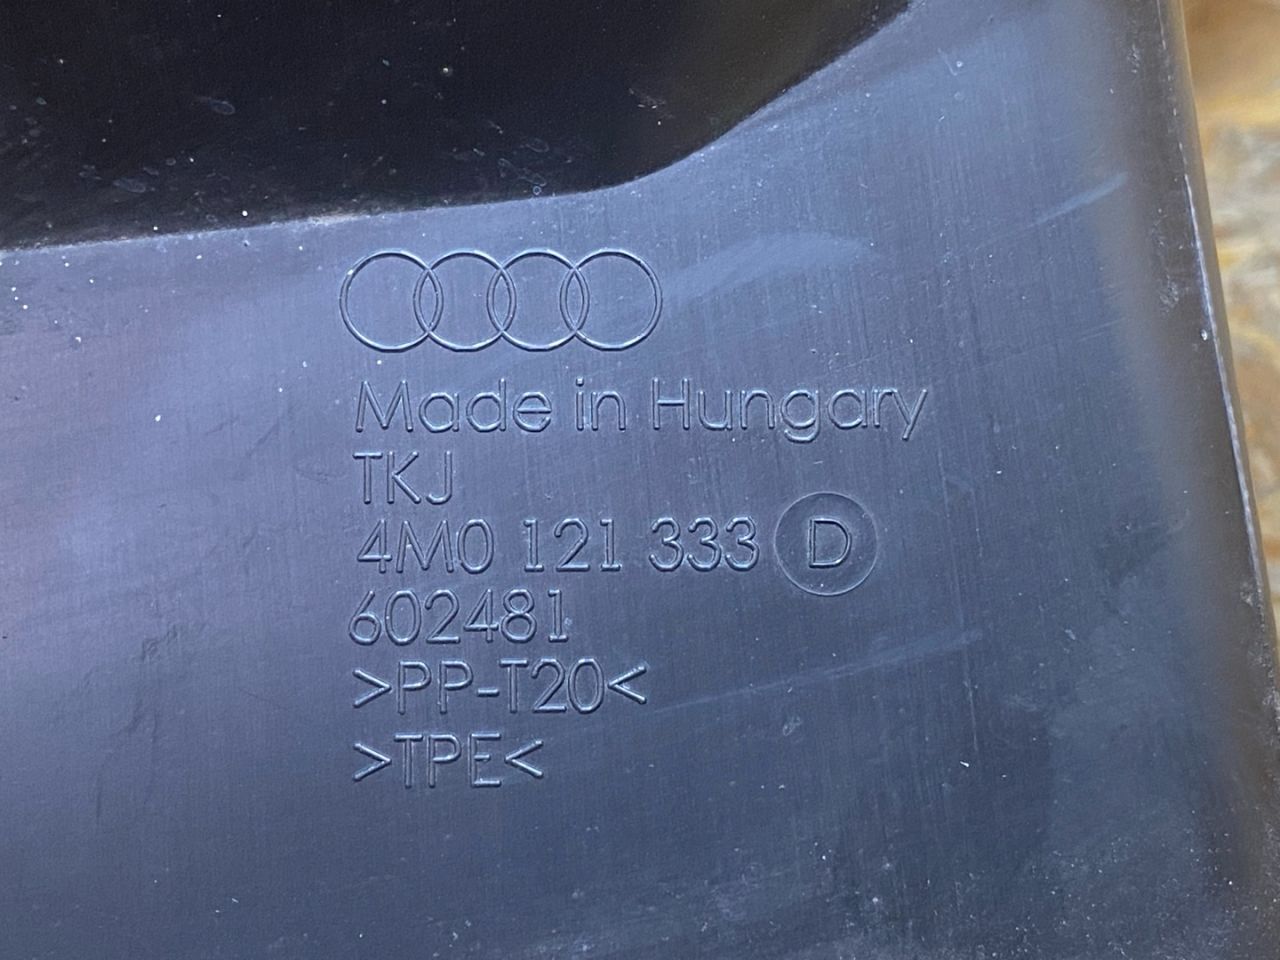 Made in Hungary
TKJ
4M0 121 333 D
602481
>PP-T20<
>TPE<